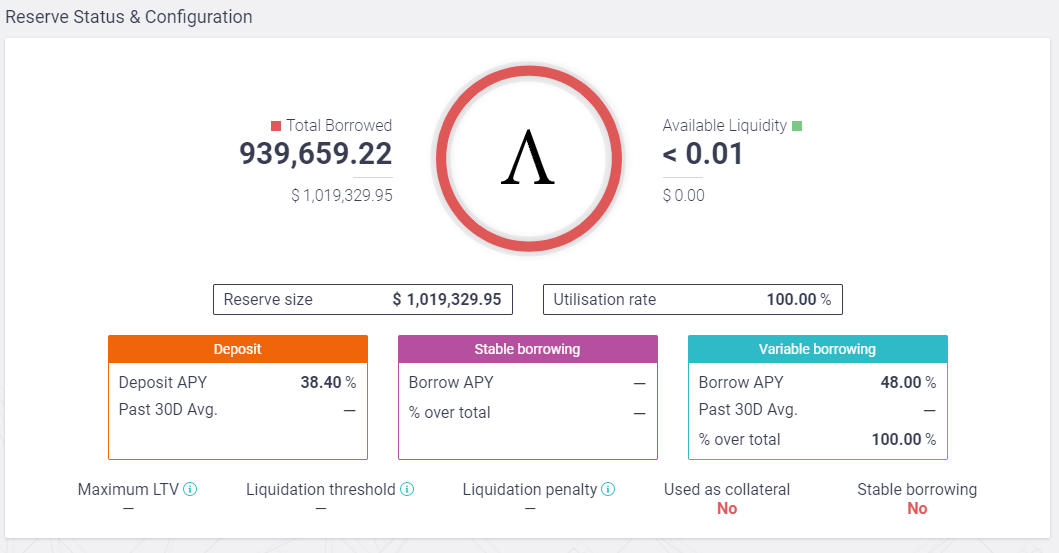 Reserve Status & Configuration
Total Borrowed
939,659.22
$ 1,019,329.95
Λ
Available Liquidity
< 0.01
$ 0.00
Reserve size $ 1,019,329.95
Utilisation rate 100.00 %
Deposit
Deposit APY 38.40 %
Past 30D Avg. —
Stable borrowing
Borrow APY —
% over total —
Variable borrowing
Borrow APY 48.00 %
Past 30D Avg. —
% over total 100.00 %
Maximum LTV
—
Liquidation threshold
—
Liquidation penalty
—
Used as collateral
No
Stable borrowing
No